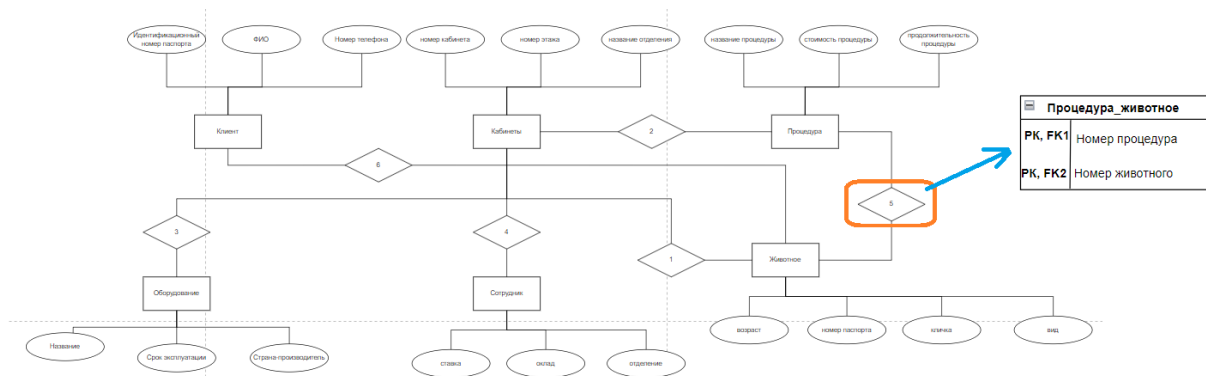 Идентификационный
номер паспорта
ФИО
Номер телефона
номер кабинета
номер этажа
название отделения
название процедуры
стоимость процедуры
продолжительность
процедуры
Клиент
Кабинеты
2
Процедура
6
Процедура_животное
PK, FK1 Номер процедура
PK, FK2 Номер животного
5
3
4
1
Животное
Оборудование
Сотрудник
возраст
номер паспорта
кличка
вид
Название
Срок эксплуатации
Страна-производитель
ставка
оклад
отделение